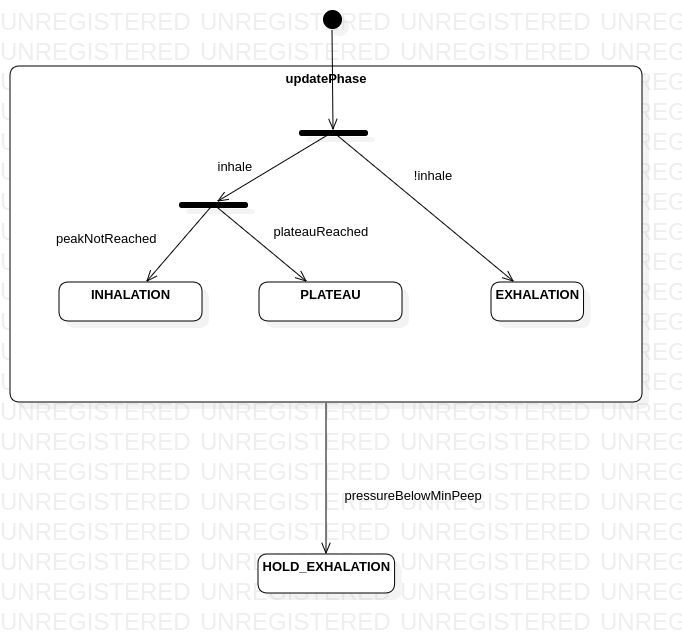 UNREGISTERED UNREGISTERED UNREGISTERED UNREG
UNREGISTERED UNREGISTERED UNREGISTERED UNREG
updatePhase
inhale
!inhale
peakNotReached
plateauReached
INHALATION
PLATEAU
EXHALATION
UNREGISTERED UNREGISTERED UNREGISTERED UNREG
UNREGISTERED UNREGISTERED UNREGISTERED UNREG
UNREGISTERED UNREGISTERED UNREGISTERED UNREG
pressureBelowMinPeep
UNREGISTERED UNREGISTERED UNREGISTERED UNREG
UNREGISTERED UNREGISTERED UNREGISTERED UNREG
HOLD_EXHALATION
UNREGISTERED UNREGISTERED UNREGISTERED UNREG